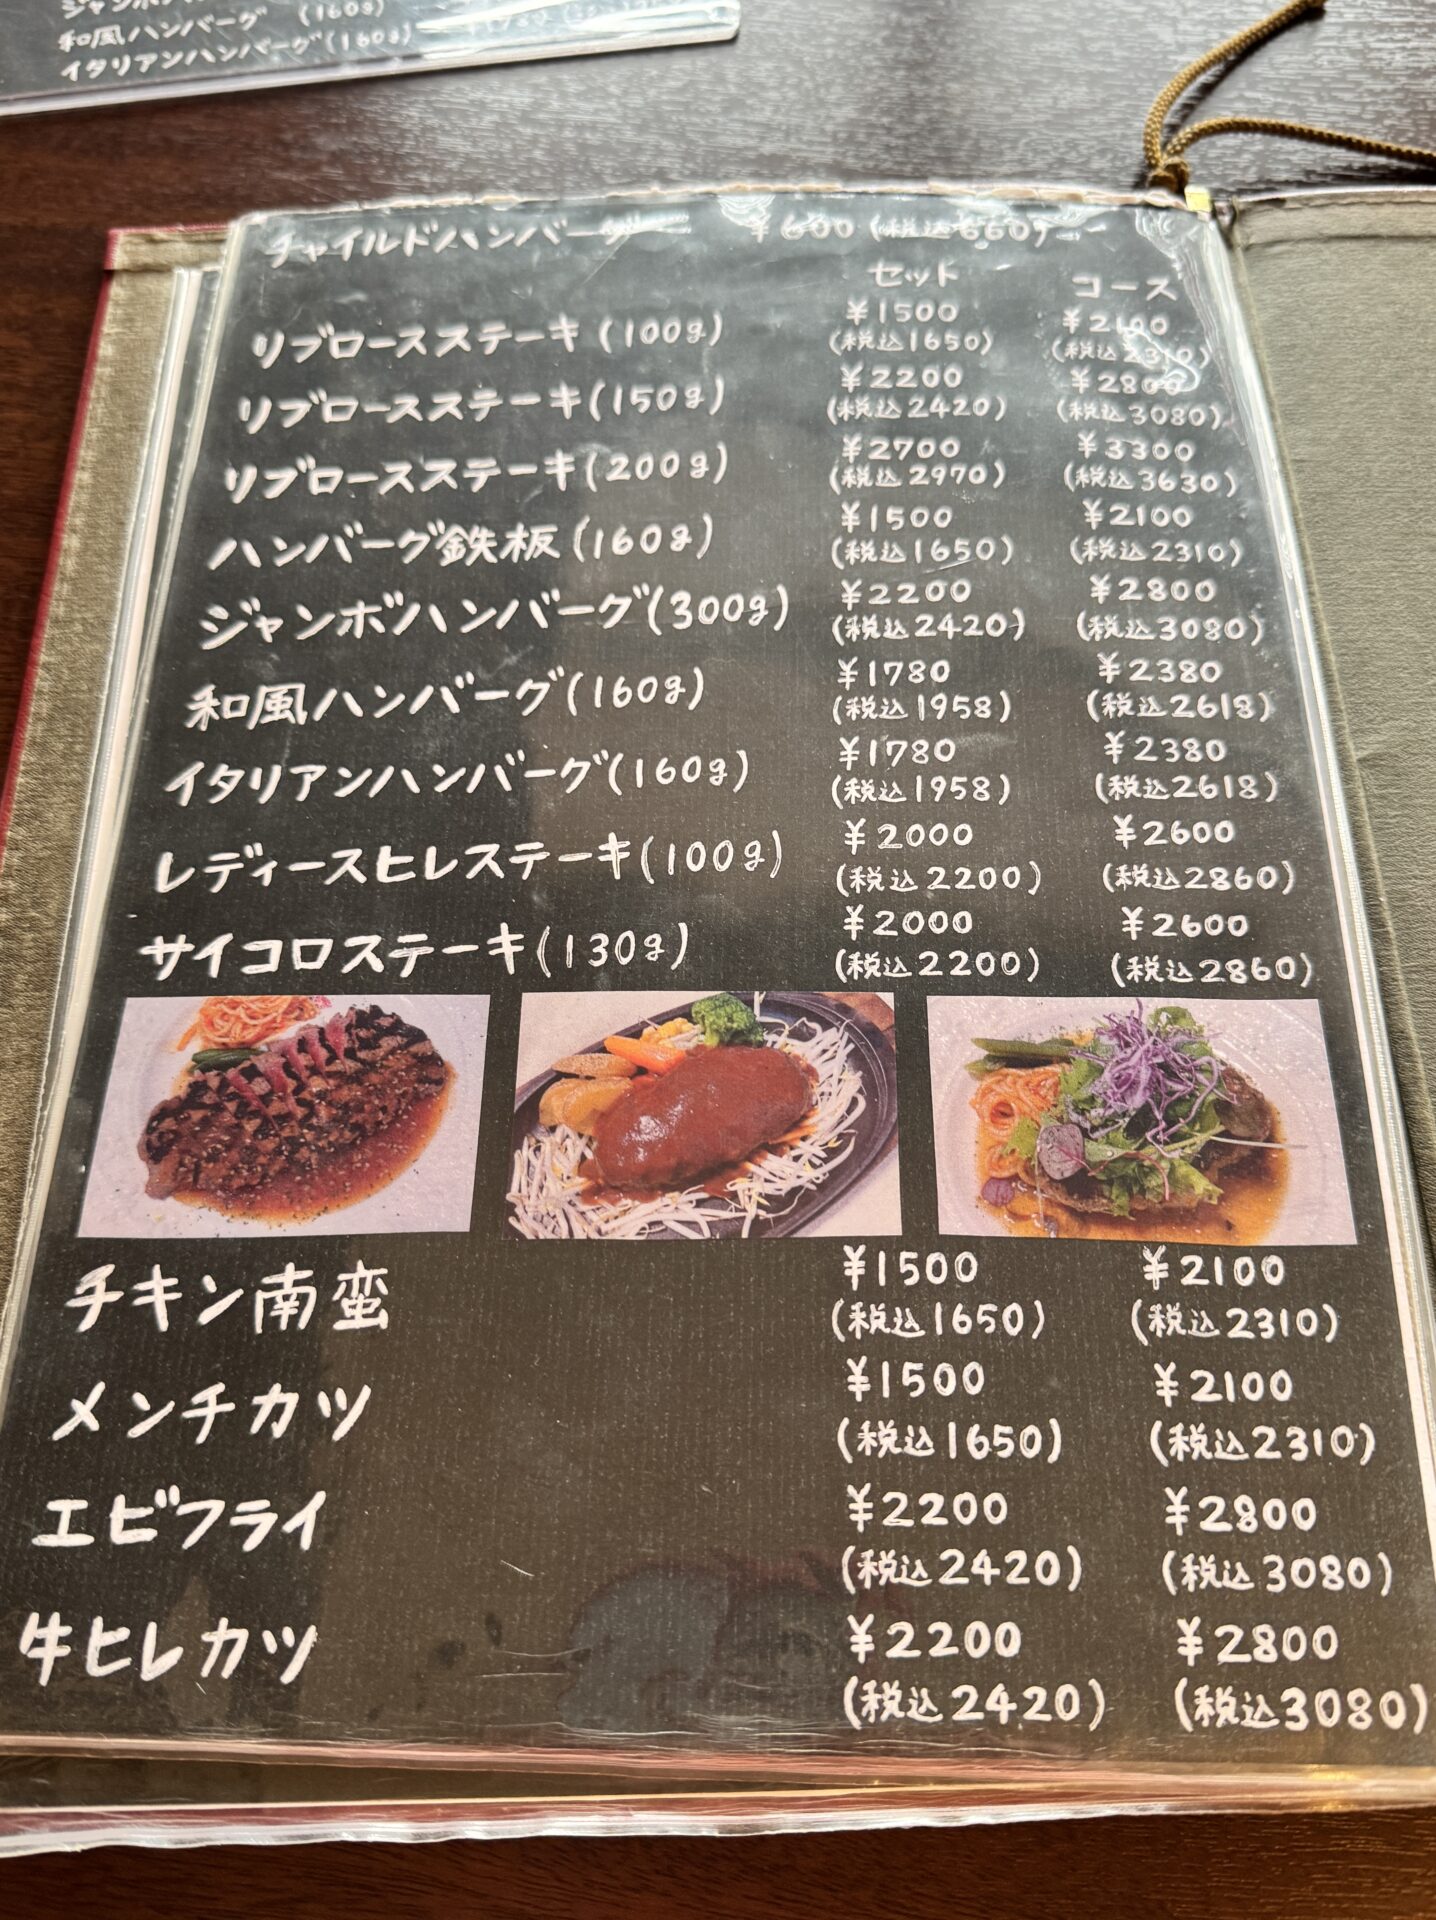 和風ハンバーグ (160g)
イタリアンハンバーグ(160g)
チャイルドハンバーグ ¥600(税込660)
セット コース
リブロースステーキ(100g) ¥1500 ¥2100
(税込1650) (税込2310)
リブロースステーキ(150g) ¥2200 ¥2800
(税込2420) (税込3080)
リブロースステーキ(200g) ¥2700 ¥3300
(税込2970) (税込3630)
ハンバーグ鉄板(160g) ¥1500 ¥2100
(税込1650) (税込2310)
ジャンボハンバーグ(300g) ¥2200 ¥2800
(税込2420) (税込3080)
和風ハンバーグ(160g) ¥1780 ¥2380
(税込1958) (税込2618)
イタリアンハンバーグ(160g) ¥1780 ¥2380
(税込1958) (税込2618)
レディースヒレステーキ(100g) ¥2000 ¥2600
(税込2200) (税込2860)
サイコロステーキ(130g) ¥2000 ¥2600
(税込2200) (税込2860)
チキン南蛮 ¥1500 ¥2100
(税込1650) (税込2310)
メンチカツ ¥1500 ¥2100
(税込1650) (税込2310)
エビフライ ¥2200 ¥2800
(税込2420) (税込3080)
牛ヒレカツ ¥2200 ¥2800
(税込2420) (税込3080)